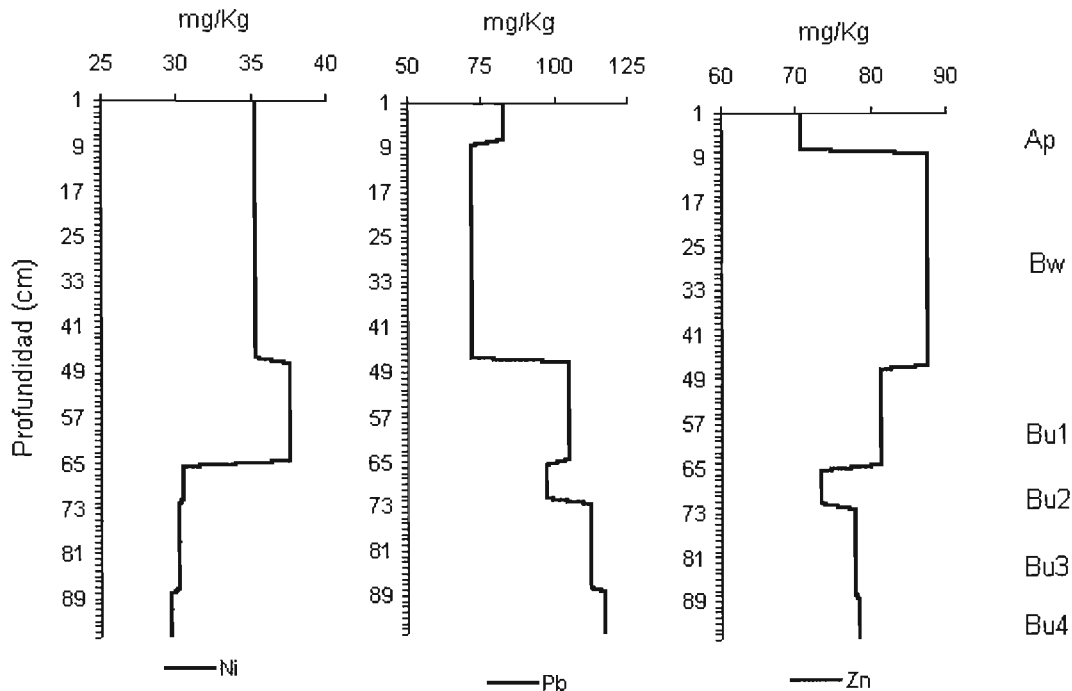 mg/Kg
25 30 35 40
1
9
17
25
33
41
49
57
65
73
81
89
Profundidad (cm)
Ni
mg/Kg
50 75 100 125
1
9
17
25
33
41
49
57
65
73
81
89
Pb
mg/Kg
60 70 80 90
1
9
17
25
33
41
49
57
65
73
81
89
Zn
Ap
Bw
Bu1
Bu2
Bu3
Bu4